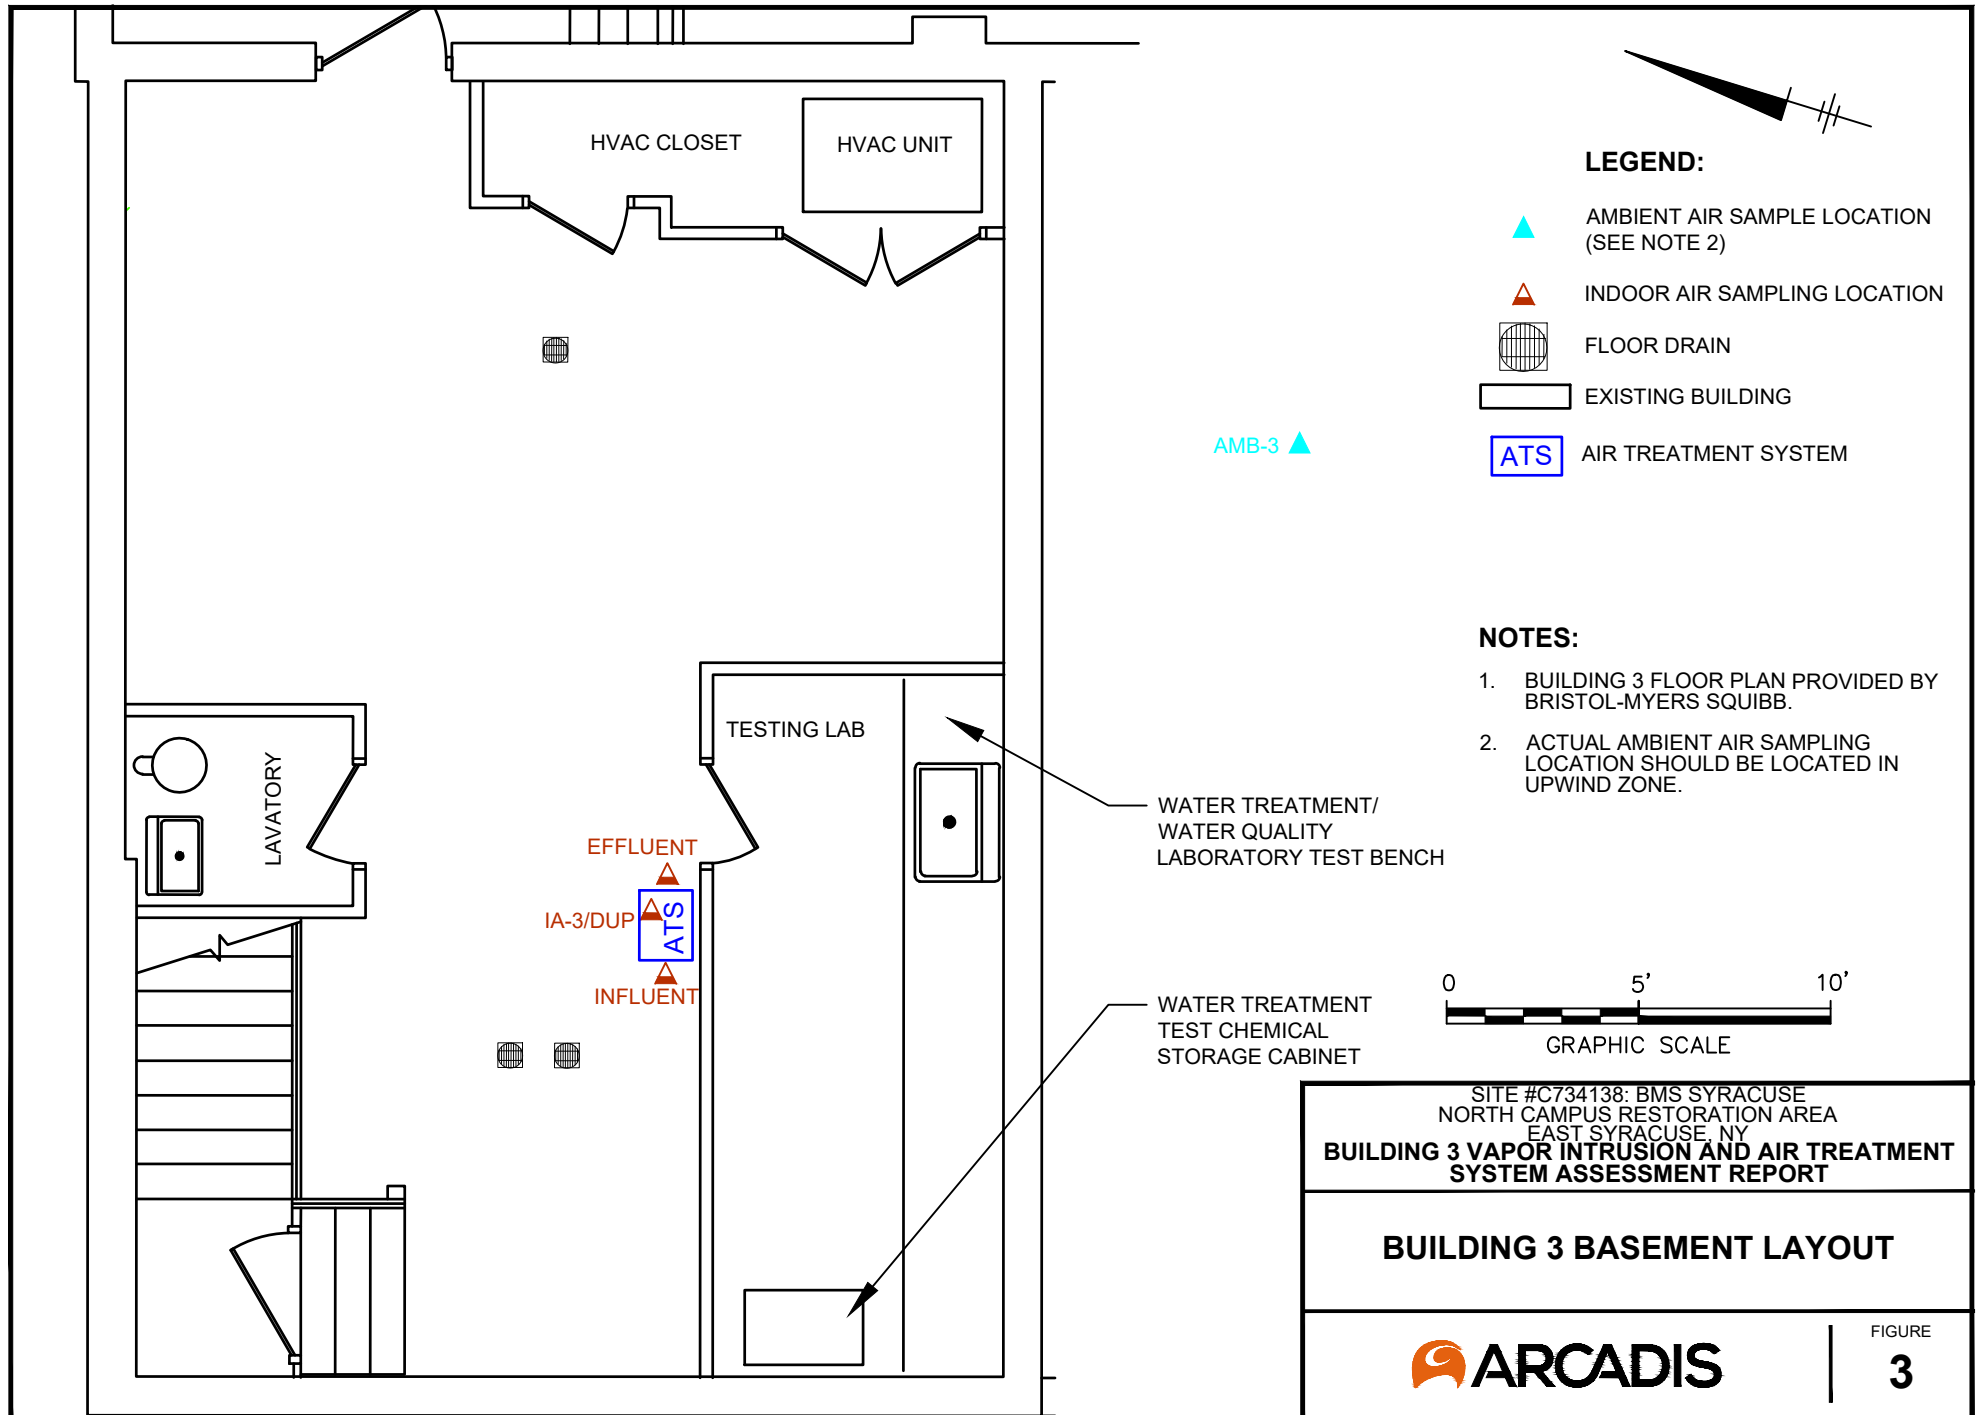 HVAC CLOSET
HVAC UNIT
LEGEND:
AMBIENT AIR SAMPLE LOCATION
(SEE NOTE 2)
INDOOR AIR SAMPLING LOCATION
FLOOR DRAIN
EXISTING BUILDING
ATS
AIR TREATMENT SYSTEM
AMB-3
NOTES:
1. BUILDING 3 FLOOR PLAN PROVIDED BY
BRISTOL-MYERS SQUIBB.
2. ACTUAL AMBIENT AIR SAMPLING
LOCATION SHOULD BE LOCATED IN
UPWIND ZONE.
TESTING LAB
LAVATORY
WATER TREATMENT/
WATER QUALITY
LABORATORY TEST BENCH
EFFLUENT
IA-3/DUP
ATS
INFLUENT
WATER TREATMENT
TEST CHEMICAL
STORAGE CABINET
0 5' 10'
GRAPHIC SCALE
SITE #C734138: BMS SYRACUSE
NORTH CAMPUS RESTORATION AREA
EAST SYRACUSE, NY
BUILDING 3 VAPOR INTRUSION AND AIR TREATMENT
SYSTEM ASSESSMENT REPORT
BUILDING 3 BASEMENT LAYOUT
ARCADIS
FIGURE
3